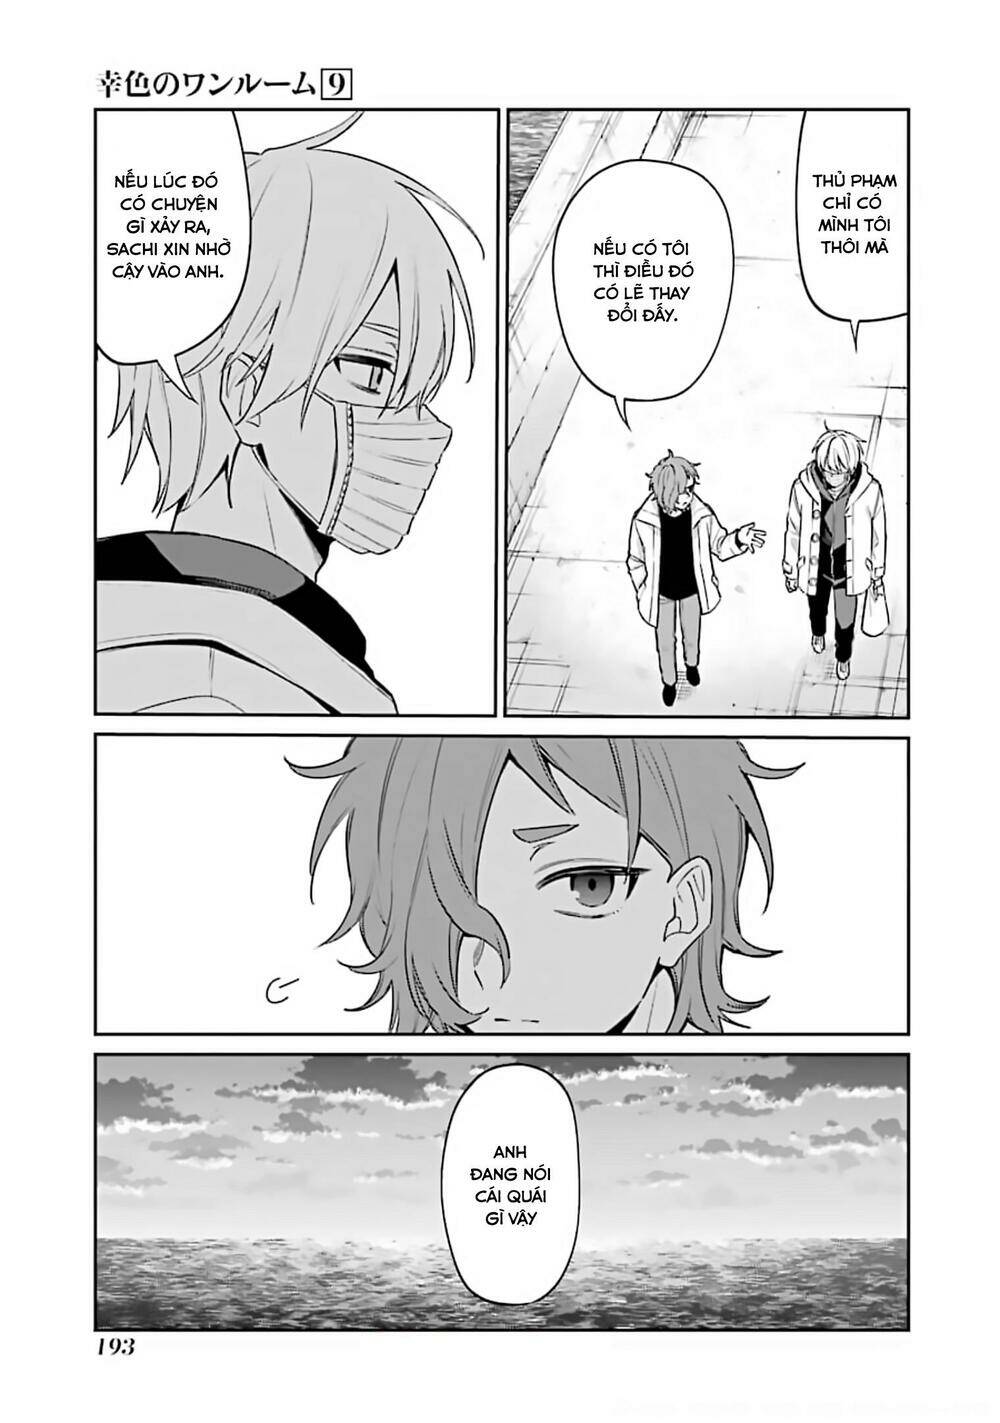 幸色のワンルーム9
THỦ PHẠM
CHỈ CÓ
MÌNH TÔI
THÔI MÀ
NẾU CÓ TÔI
THÌ ĐIỀU ĐÓ
CÓ LẼ THAY
ĐỔI ĐẤY.
NẾU LÚC ĐÓ
CÓ CHUYỆN
GÌ XẢY RA,
SACHI XIN NHỜ
CẬY VÀO ANH.
ANH
ĐANG NÓI
CÁI QUÁI
GÌ VẬY
193